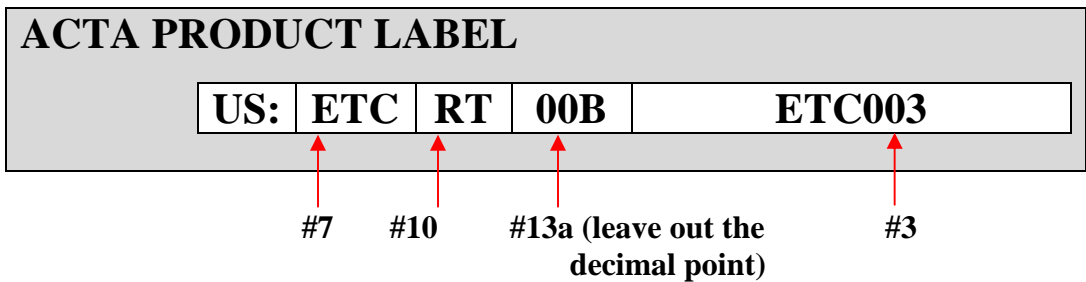 ACTA PRODUCT LABEL
US: ETC RT 00B ETC003
#7 #10 #13a (leave out the #3
decimal point)